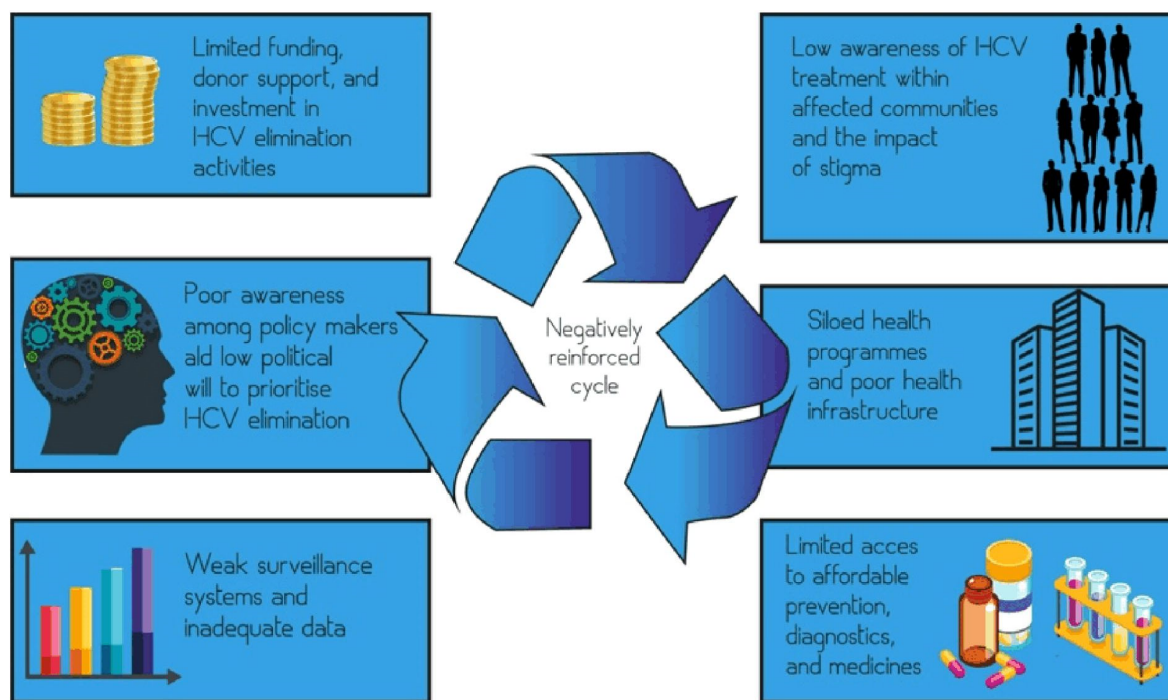 Limited funding,
donor support, and
investment in
HCV elimination
activities
Poor awareness
among policy makers
ald low political
will to prioritise
HCV elimination
Weak surveillance
systems and
inadequate data
Negatively
reinforced
cycle
Low awareness of HCV
treatment within
affected communities
and the impact
of stigma
Siloed health
programmes
and poor health
infrastructure
Limited acces
to affordable
prevention,
diagnostics,
and medicines